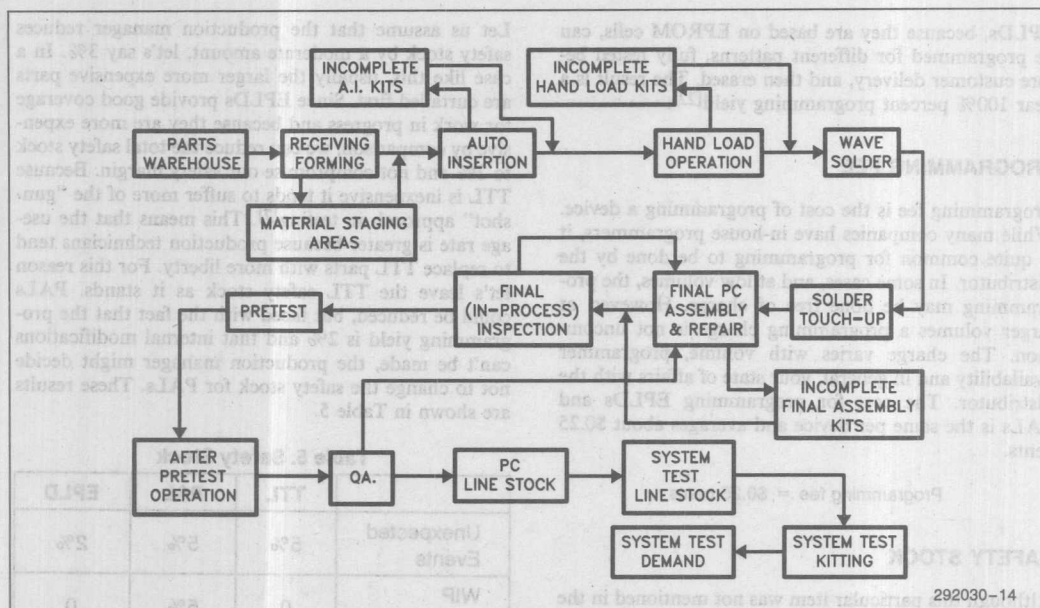 INCOMPLETE
A.I. KITS
INCOMPLETE
HAND LOAD KITS
PARTS
WAREHOUSE
RECEIVING
FORMING
AUTO
INSERTION
HAND LOAD
OPERATION
WAVE
SOLDER
MATERIAL STAGING
AREAS
PRETEST
FINAL
(IN-PROCESS)
INSPECTION
FINAL
ASSEMBLY
& REPAIR
SOLDER
TOUCH-UP
INCOMPLETE
FINAL ASSEMBLY
KITS
AFTER
PRETEST
OPERATION
QA.
PC
LINE STOCK
SYSTEM
TEST
LINE STOCK
SYSTEM TEST
DEMAND
SYSTEM TEST
KITTING
292030-14